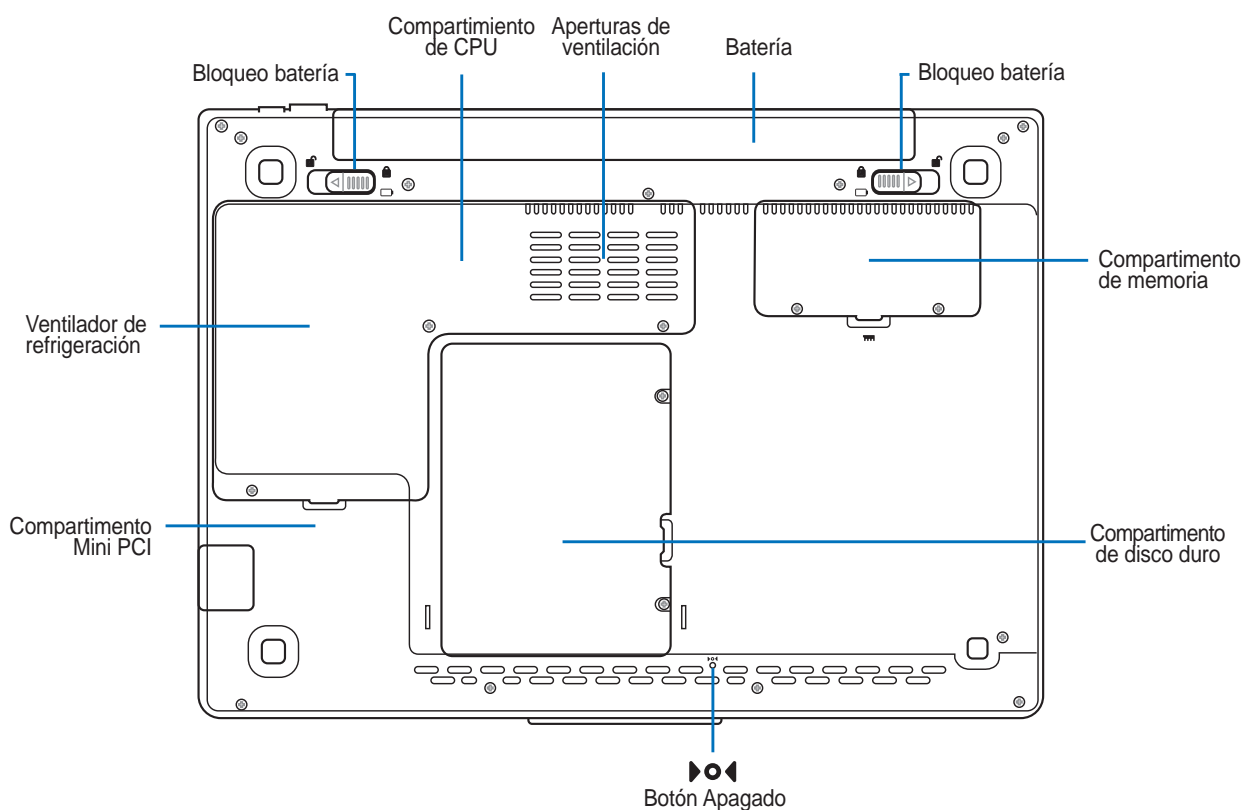 Compartimiento
de CPU
Aperturas de
ventilación
Batería
Bloqueo batería
Bloqueo batería
Compartimento
de memoria
Ventilador de
refrigeración
Compartimento
Mini PCI
Compartimento
de disco duro
Botón Apagado